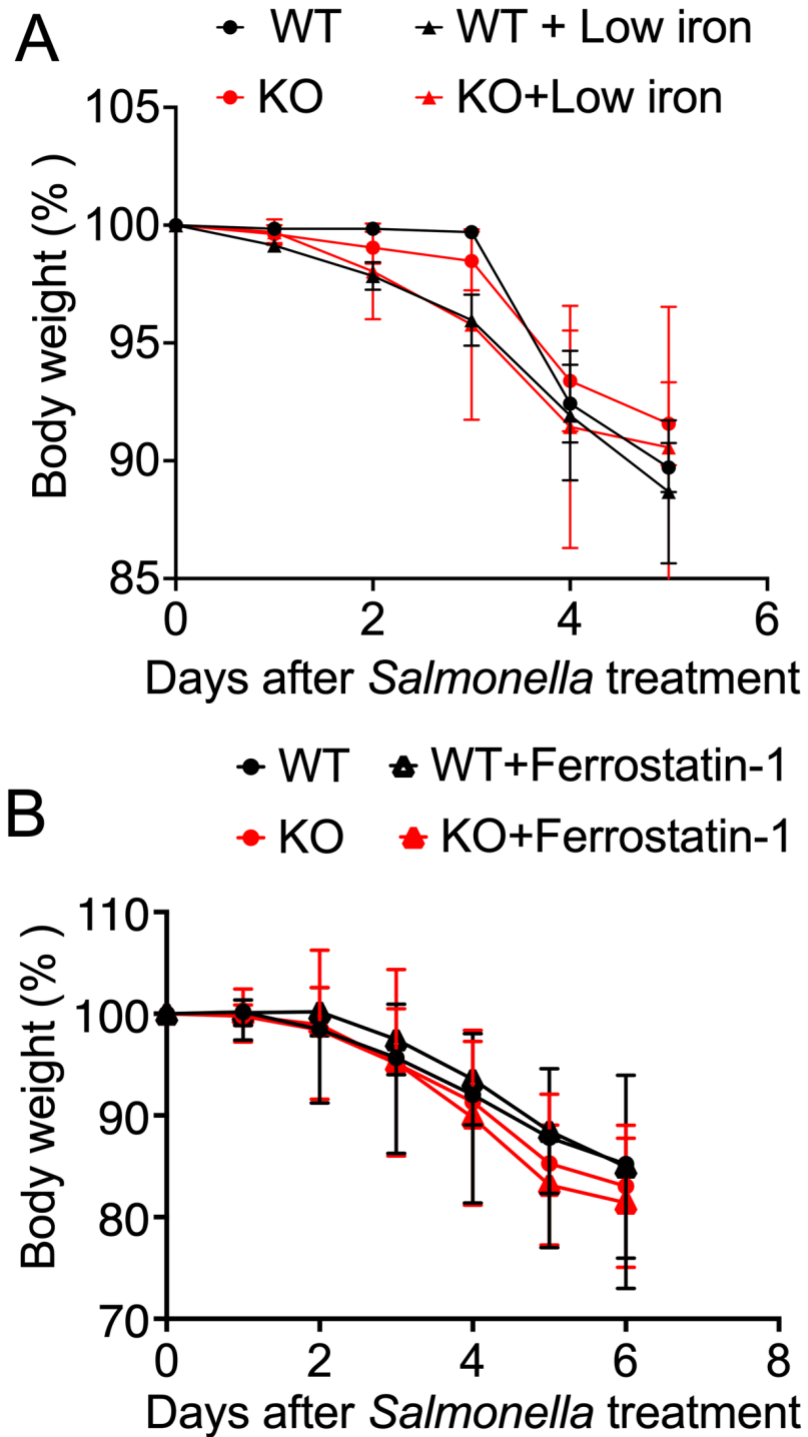 A
WT
WT + Low iron
KO
KO+Low iron
105
100
95
90
85
Body weight (% )
0 2 4 6
Days after Salmonella treatment
B
WT
WT+Ferrostatin-1
KO
KO+Ferrostatin-1
110
100
90
80
70
Body weight (% )
0 2 4 6 8
Days after Salmonella treatment